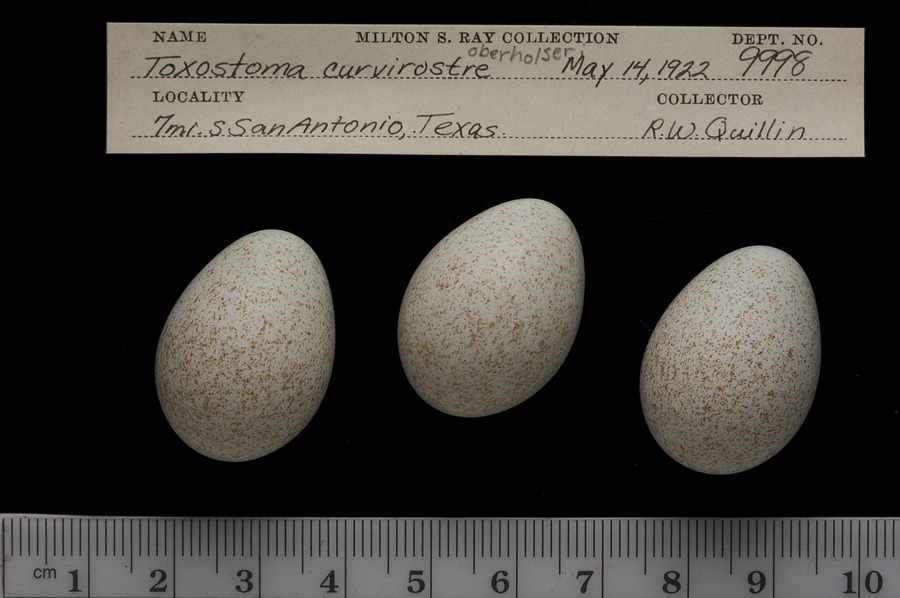 NAME MILTON S. RAY COLLECTION DEPT. NO.
oberholseri
Toxostoma curvirostre May 14, 1922 9998
LOCALITY COLLECTOR
7mi. S. San Antonio, Texas. R.W. Quillin
cm 1 2 3 4 5 6 7 8 9 10